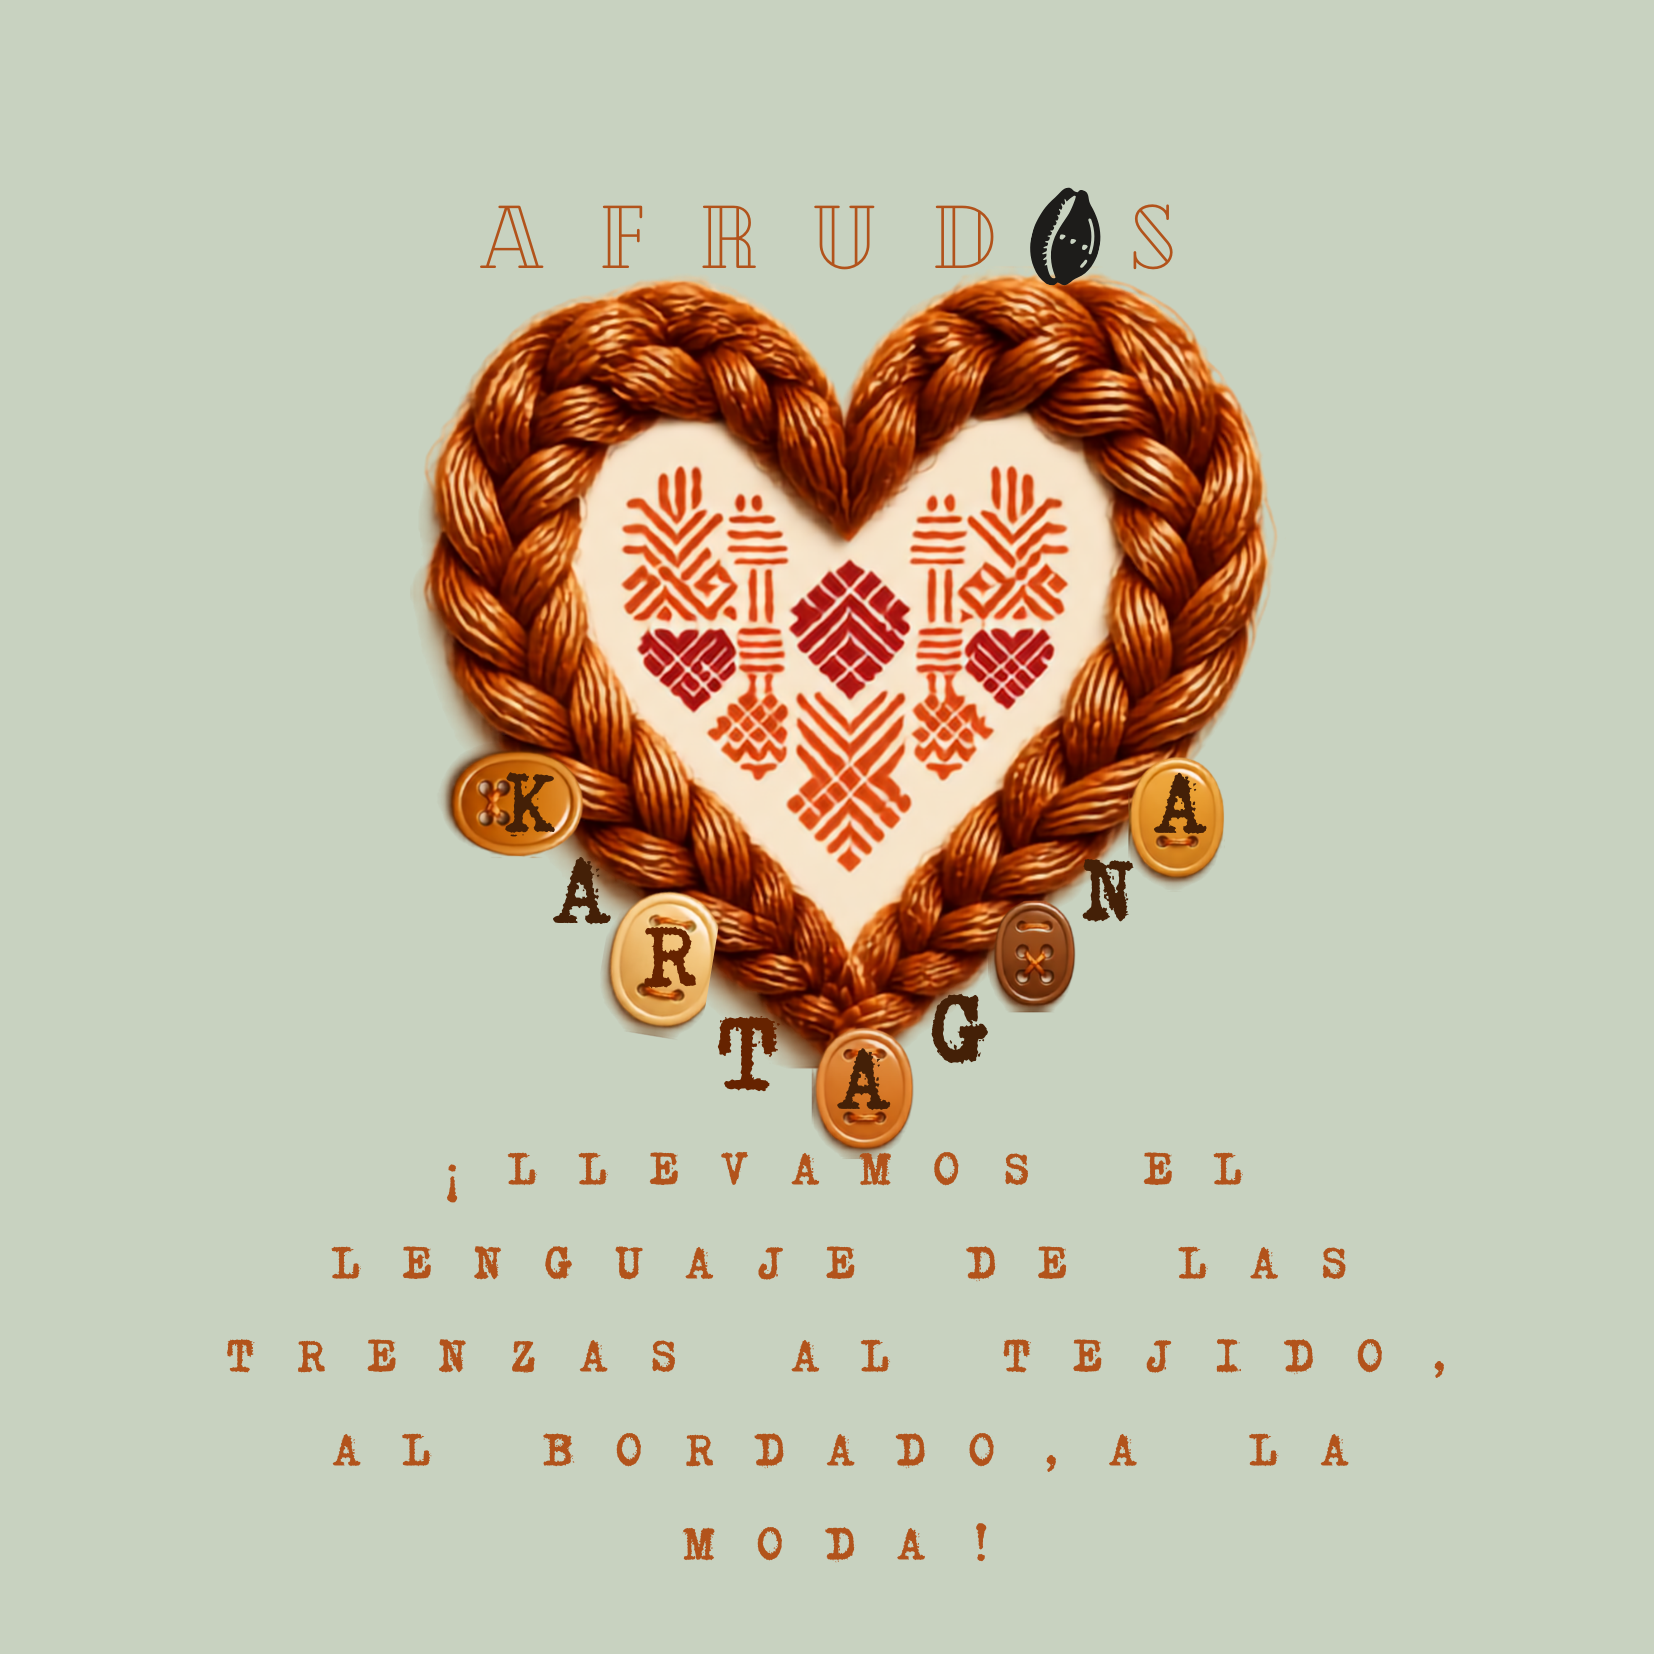 AFRUDOS
KARTAGENA
¡LLEVAMOS EL
LENGUAJE DE LAS
TRENZAS AL TEJIDO,
AL BORDADO,A LA
MODA!